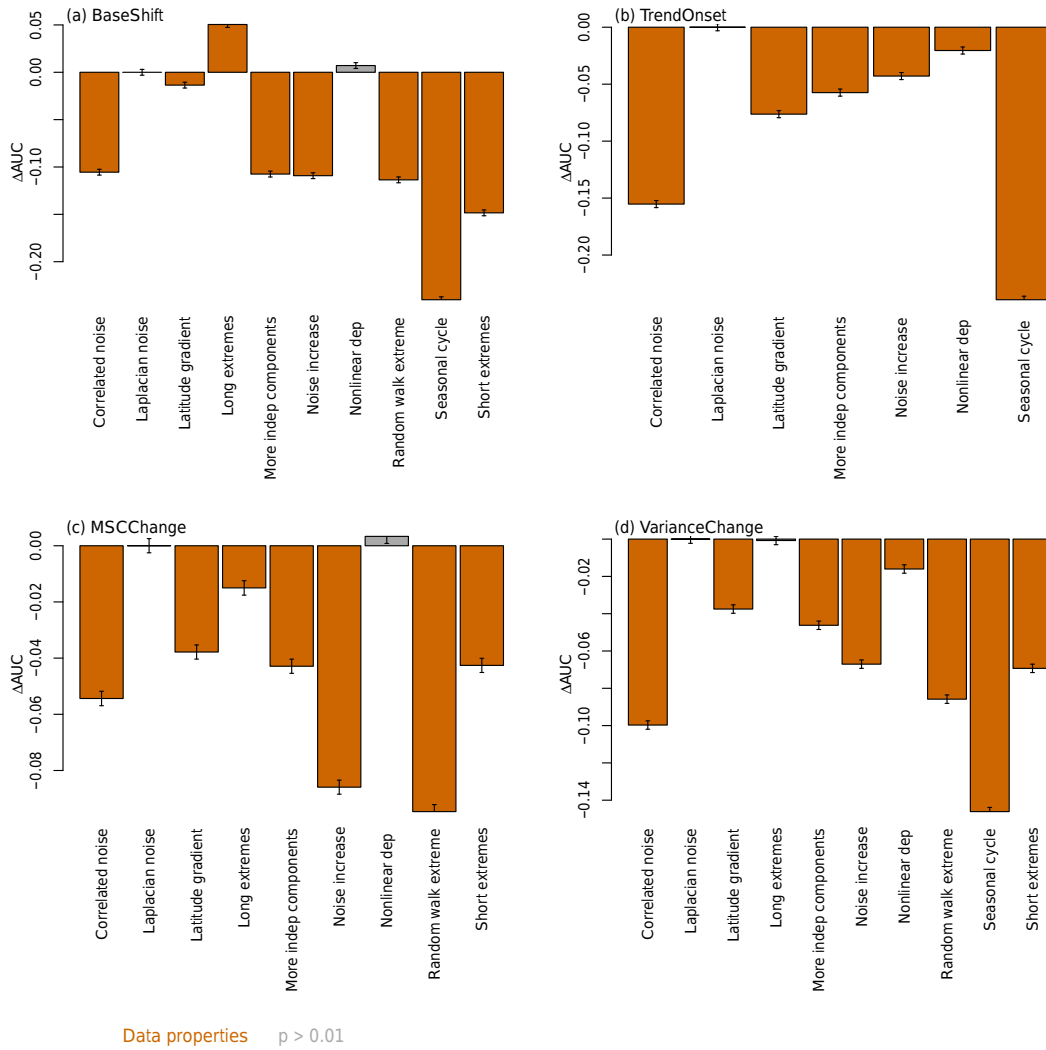 (a) BaseShift
ΔAUC
0.05
0.00
−0.10
−0.20
Correlated noise
Laplacian noise
Latitude gradient
Long extremes
More indep components
Noise increase
Nonlinear dep
Random walk extreme
Seasonal cycle
Short extremes
(b) TrendOnset
ΔAUC
0.00
−0.05
−0.10
−0.15
−0.20
Correlated noise
Laplacian noise
Latitude gradient
More indep components
Noise increase
Nonlinear dep
Seasonal cycle
(c) MSCChange
ΔAUC
0.00
−0.02
−0.04
−0.06
−0.08
Correlated noise
Laplacian noise
Latitude gradient
Long extremes
More indep components
Noise increase
Nonlinear dep
Random walk extreme
Short extremes
(d) VarianceChange
ΔAUC
−0.02
−0.06
−0.10
−0.14
Correlated noise
Laplacian noise
Latitude gradient
Long extremes
More indep components
Noise increase
Nonlinear dep
Random walk extreme
Seasonal cycle
Short extremes
Data properties p > 0.01